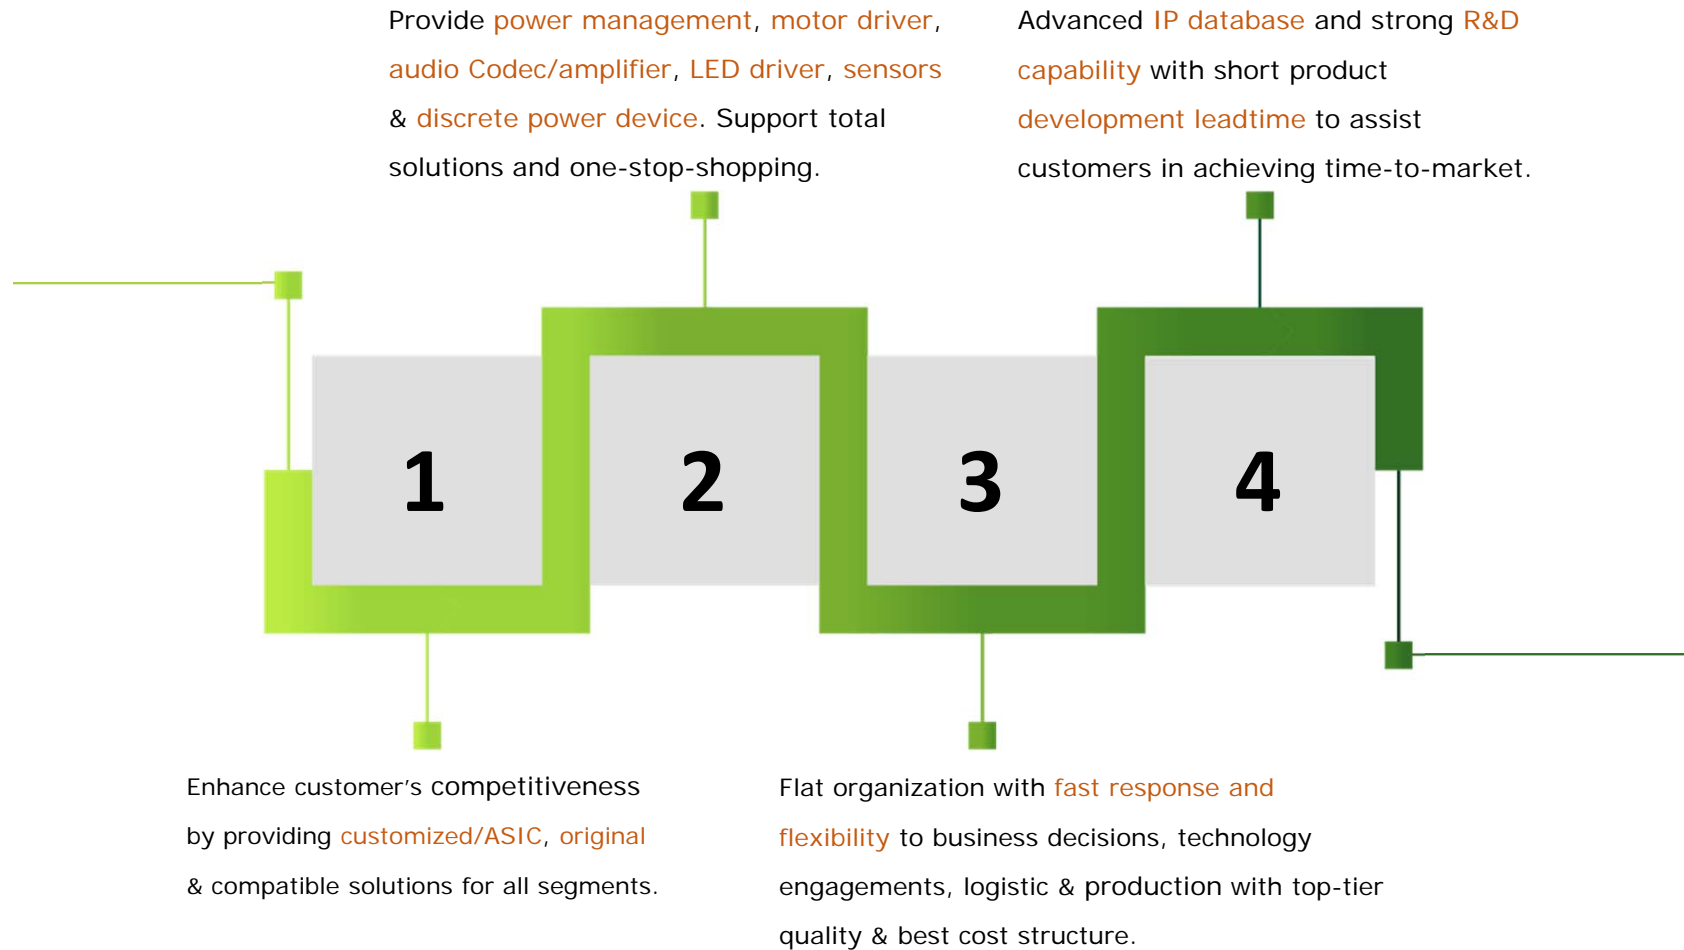 Provide power management, motor driver,
audio Codec/amplifier, LED driver, sensors
& discrete power device. Support total
solutions and one-stop-shopping.
Advanced IP database and strong R&D
capability with short product
development leadtime to assist
customers in achieving time-to-market.
1
2
3
4
Enhance customer's competitiveness
by providing customized/ASIC, original
& compatible solutions for all segments.
Flat organization with fast response and
flexibility to business decisions, technology
engagements, logistic & production with top-tier
quality & best cost structure.